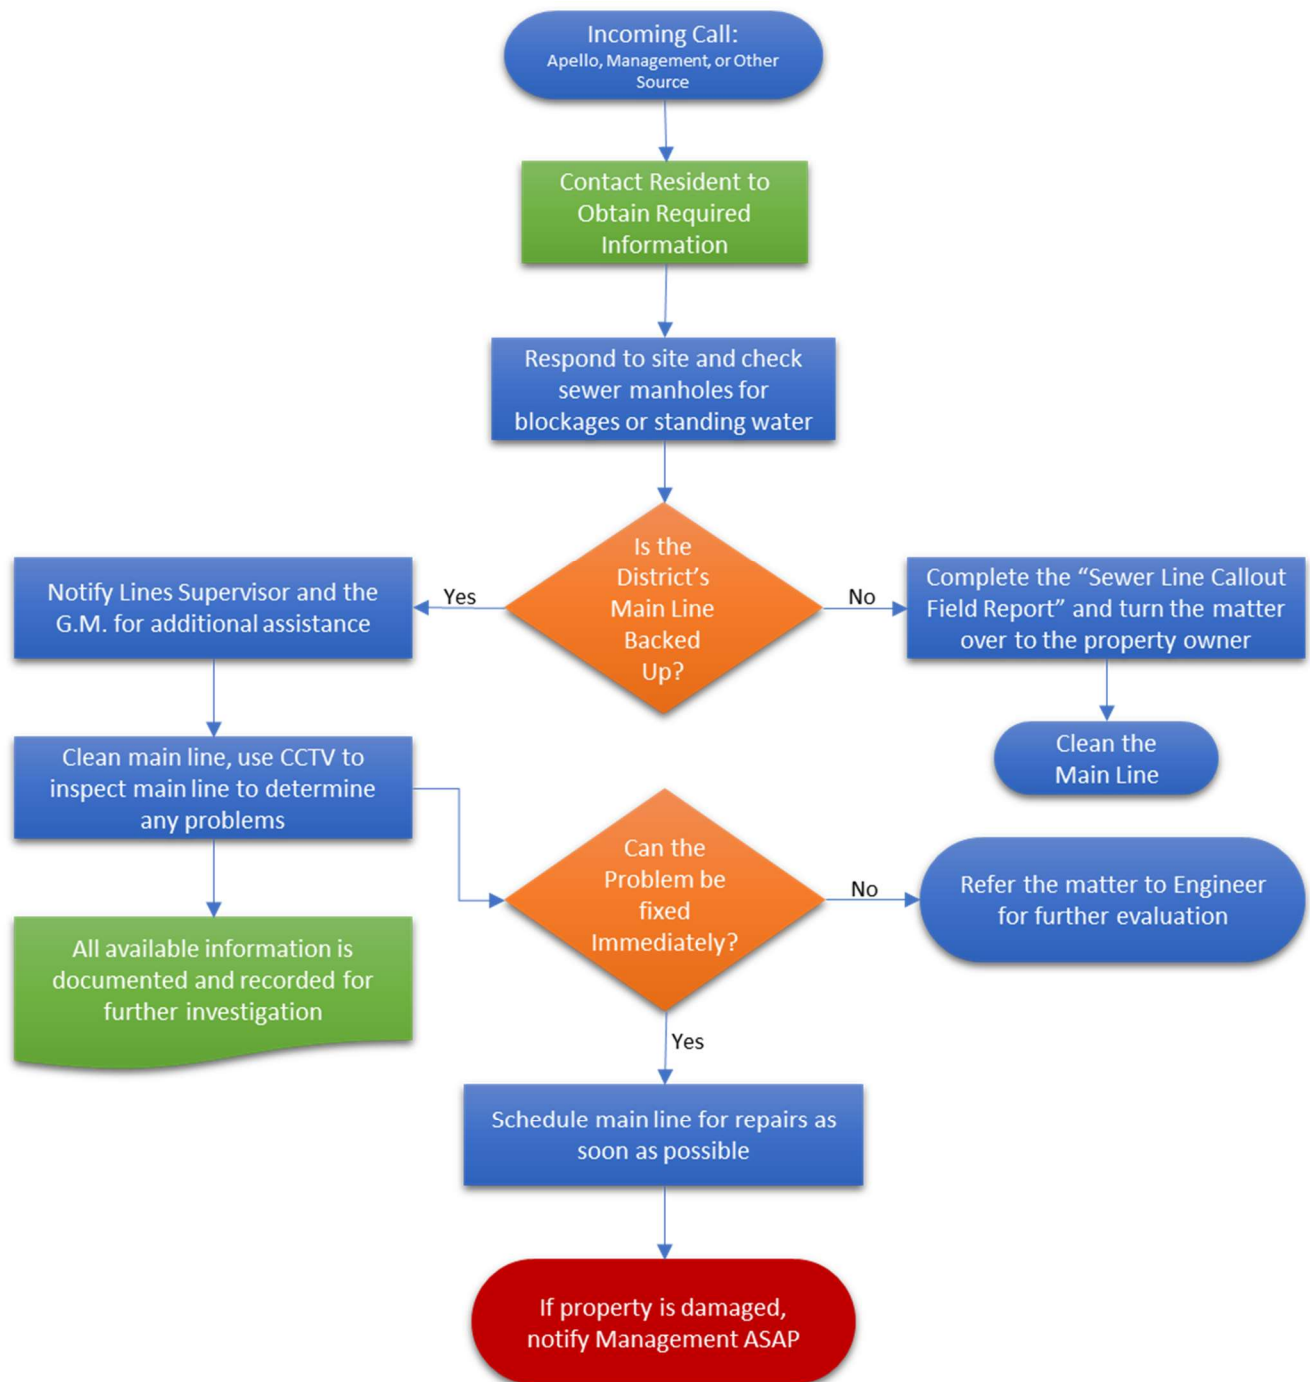 Incoming Call:
Apello, Management, or Other
Source
Contact Resident to
Obtain Required
Information
Respond to site and check
sewer manholes for
blockages or standing water
Is the
District's
Main Line
Backed
Up?
Yes
No
Notify Lines Supervisor and the
G.M. for additional assistance
Complete the “Sewer Line Callout
Field Report” and turn the matter
over to the property owner
Clean main line, use CCTV to
inspect main line to determine
any problems
Clean the
Main Line
Can the
Problem be
fixed
Immediately?
No
Refer the matter to Engineer
for further evaluation
All available information is
documented and recorded for
further investigation
Yes
Schedule main line for repairs as
soon as possible
If property is damaged,
notify Management ASAP